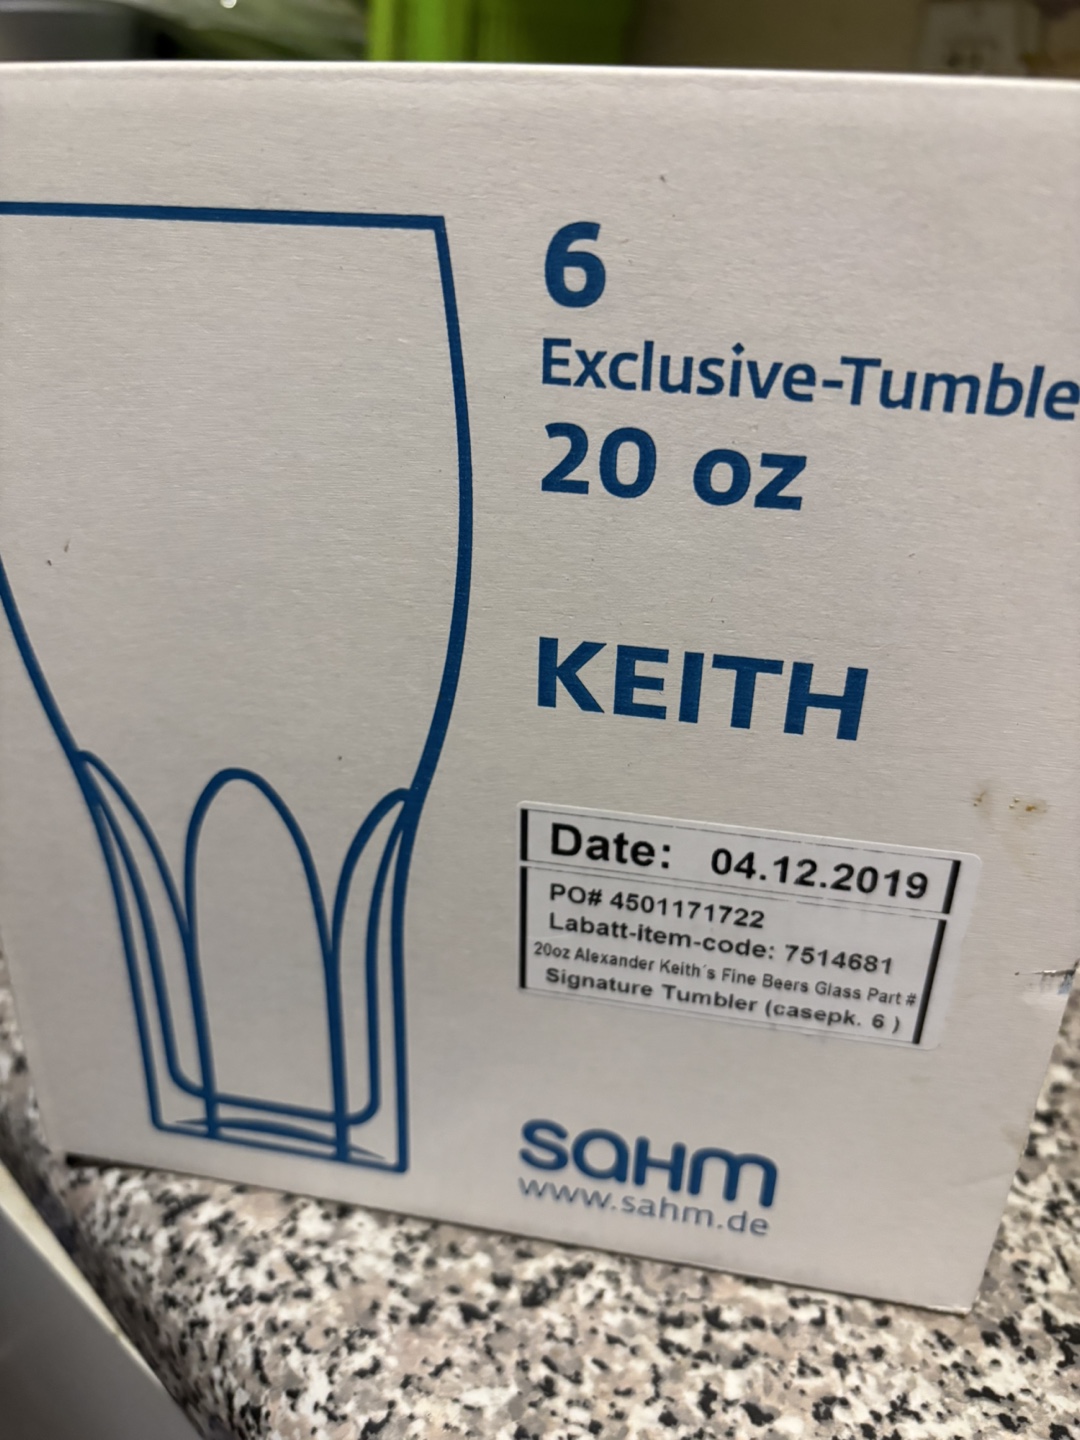 6
Exclusive-Tumble
20 oz
KEITH
Date: 04.12.2019
PO# 4501171722
Labatt-item-code: 7514681
20oz Alexander Keith´s Fine Beers Glass Part #
Signature Tumbler (casepk. 6 )
sahm
www.sahm.de